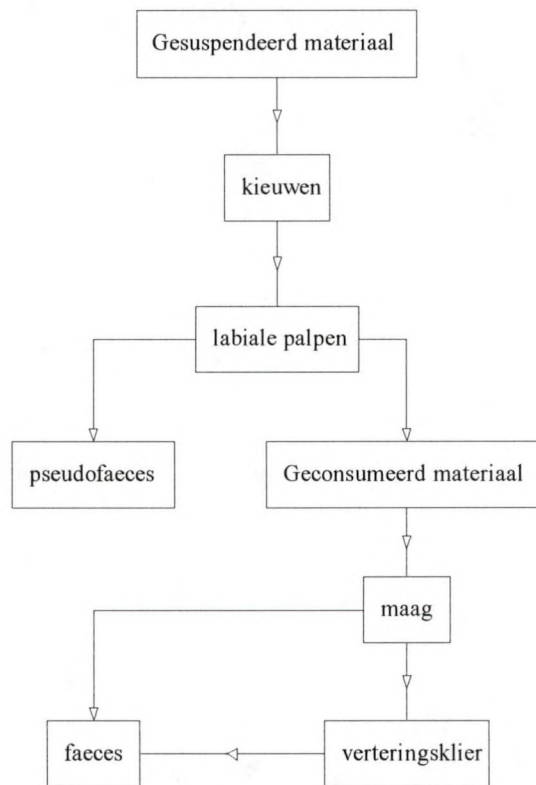 Gesuspendeerd materiaal
kieuwen
labiale palpen
pseudofaeces
Geconsumeerd materiaal
maag
faeces
verteringsklier